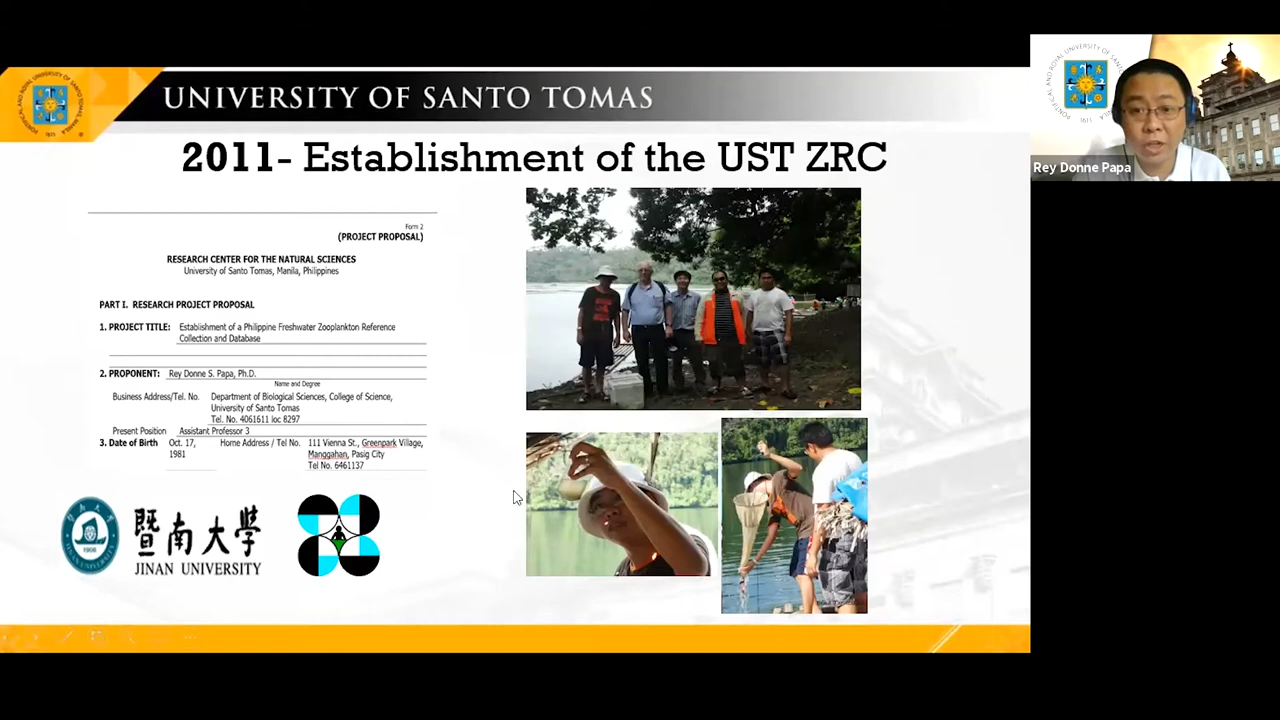 UNIVERSITY OF SANTO TOMAS
2011- Establishment of the UST ZRC
Form 2
(PROJECT PROPOSAL)
RESEARCH CENTER FOR THE NATURAL SCIENCES
University of Santo Tomas, Manila, Philippines
PART I. RESEARCH PROJECT PROPOSAL
1. PROJECT TITLE: Establishment of a Philippine Freshwater Zooplankton Reference
Collection and Database
2. PROPONENT: Rey Donne S. Papa, Ph.D.
Name and Degree
Business Address/Tel. No. Department of Biological Sciences, College of Science,
University of Santo Tomas
Tel. No. 4061611 loc 8297
Present Position Assistant Professor 3
3. Date of Birth Oct. 17, Home Address / Tel No. 111 Vienna St., Greenpark Village,
1981 Manggahan, Pasig City
Tel No. 6461137
1906
暨南大學
JINAN UNIVERSITY
Rey Donne Papa